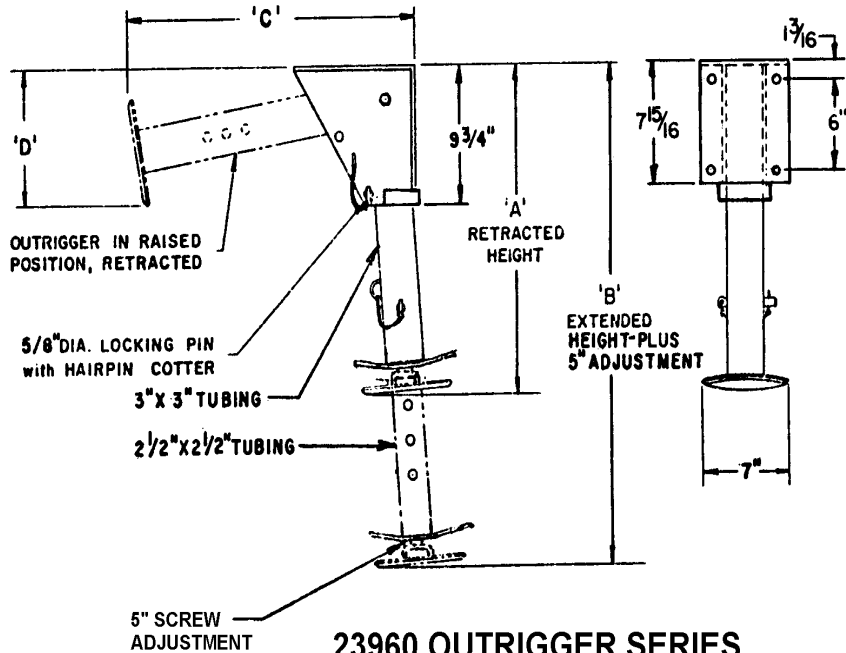 'C'
1 3/16
'D'
9 3/4"
7 15/16
6"
'A'
RETRACTED
HEIGHT
OUTRIGGER IN RAISED
POSITION, RETRACTED
'B'
EXTENDED
HEIGHT-PLUS
5" ADJUSTMENT
5/8" DIA. LOCKING PIN
with HAIRPIN COTTER
3" X 3" TUBING
2 1/2" X 2 1/2" TUBING
7"
5" SCREW
ADJUSTMENT
23960 OUTRIGGER SERIES